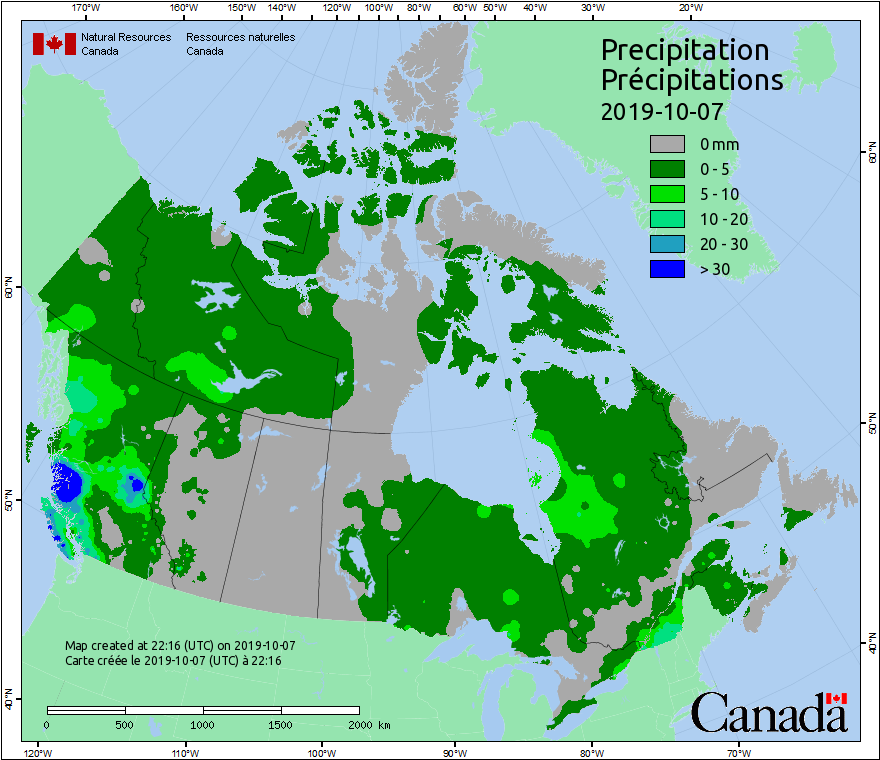 170°W 160°W 150°W 140°W 120°W 100°W 80°W 60°W 50°W 40°W 30°W 20°W
Natural Resources Ressources naturelles
Canada Canada
Precipitation
Précipitations
2019-10-07
0 mm
0 - 5
5 - 10
10 - 20
20 - 30
> 30
60°N
60°N
50°N
50°N
40°N
40°N
Map created at 22:16 (UTC) on 2019-10-07
Carte créée le 2019-10-07 (UTC) à 22:16
0 500 1000 1500 2000 km
Canada
120°W 110°W 100°W 90°W 80°W 70°W